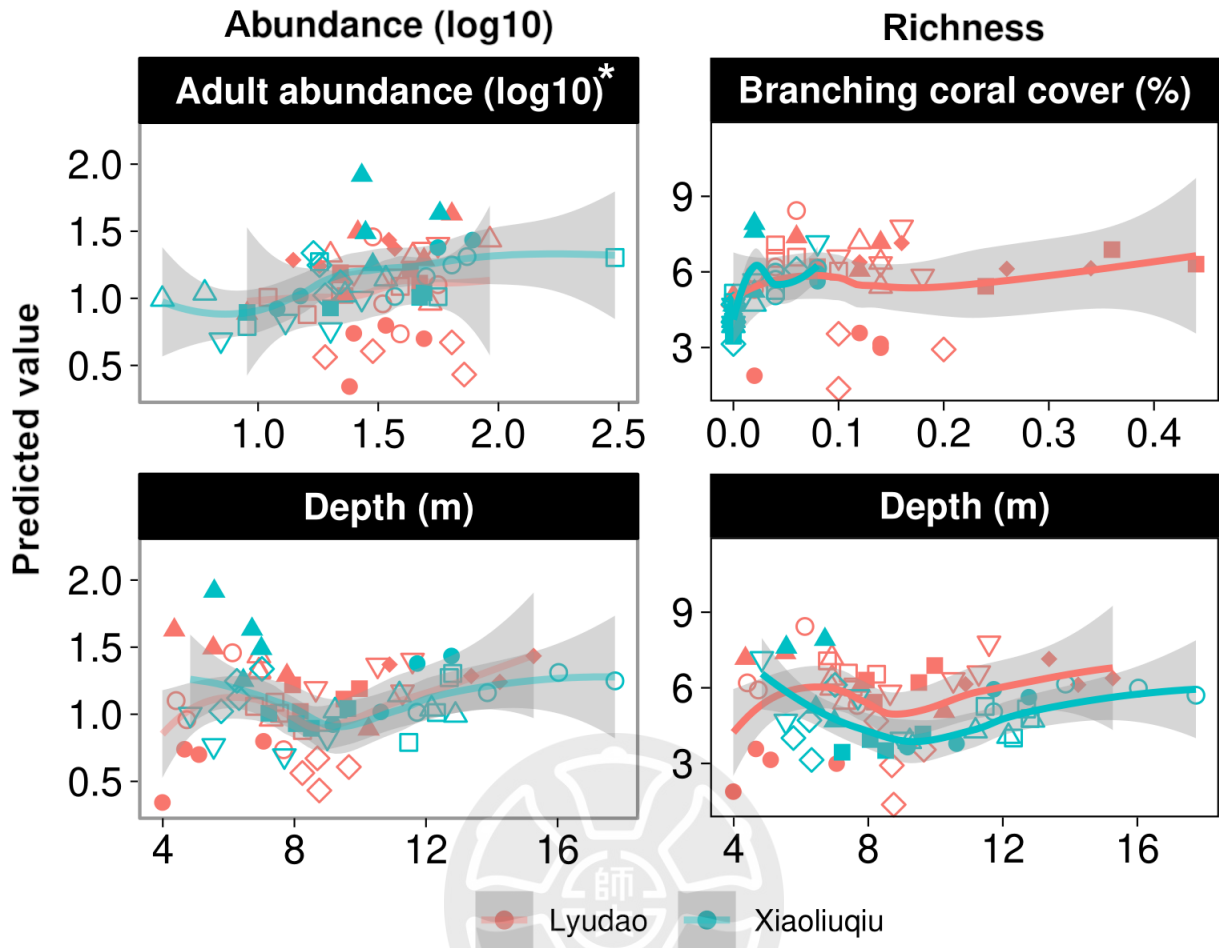 Abundance (log10)
Richness
Adult abundance (log10)*
Branching coral cover (%)
Predicted value
2.0
1.5
1.0
0.5
1.0 1.5 2.0 2.5
9
6
3
0.0 0.1 0.2 0.3 0.4
Depth (m)
Depth (m)
2.0
1.5
1.0
0.5
4 8 12 16
9
6
3
4 8 12 16
師大
Lyudao Xiaoliuqiu